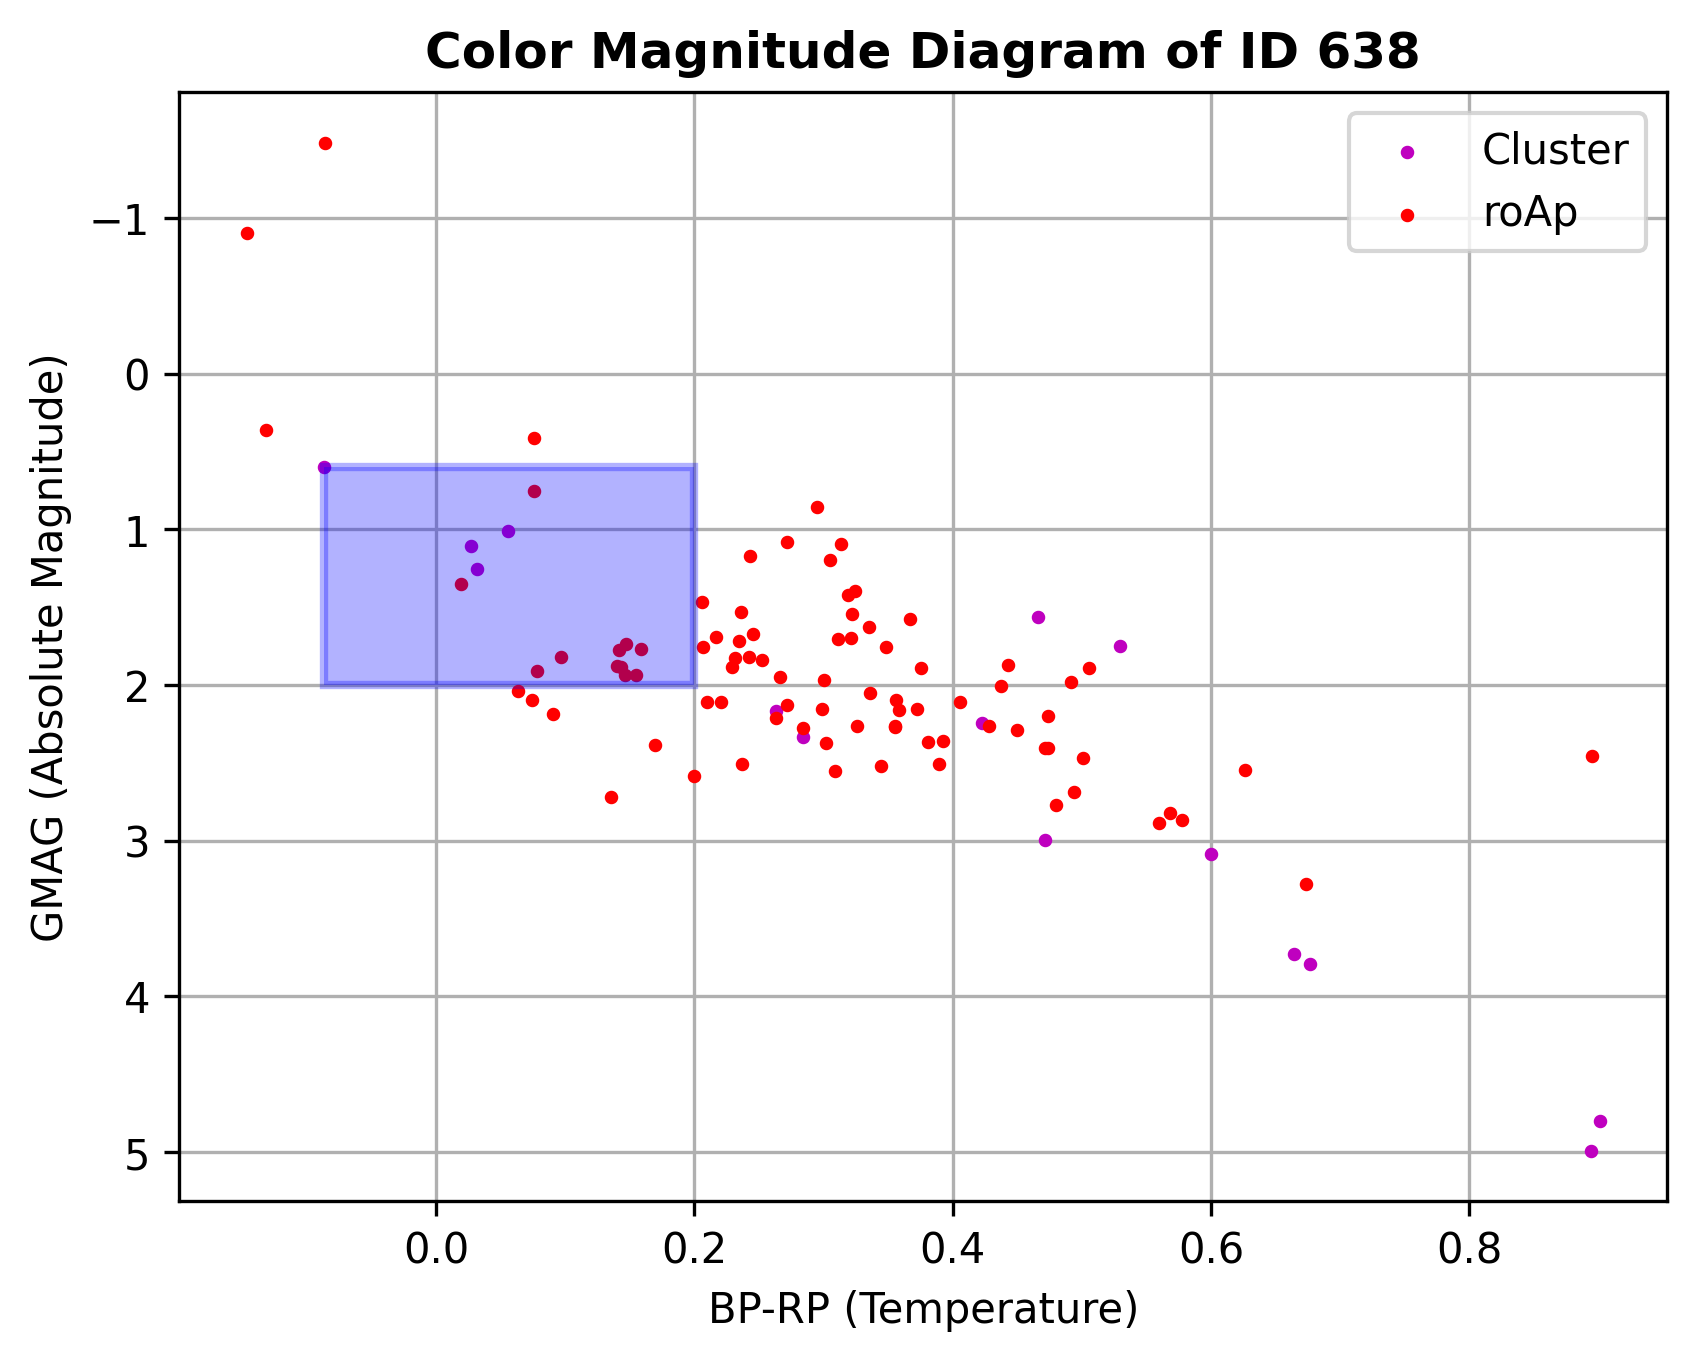 Color Magnitude Diagram of ID 638
Cluster
roAp
−1
0
1
2
3
4
5
GMAG (Absolute Magnitude)
0.0 0.2 0.4 0.6 0.8
BP-RP (Temperature)